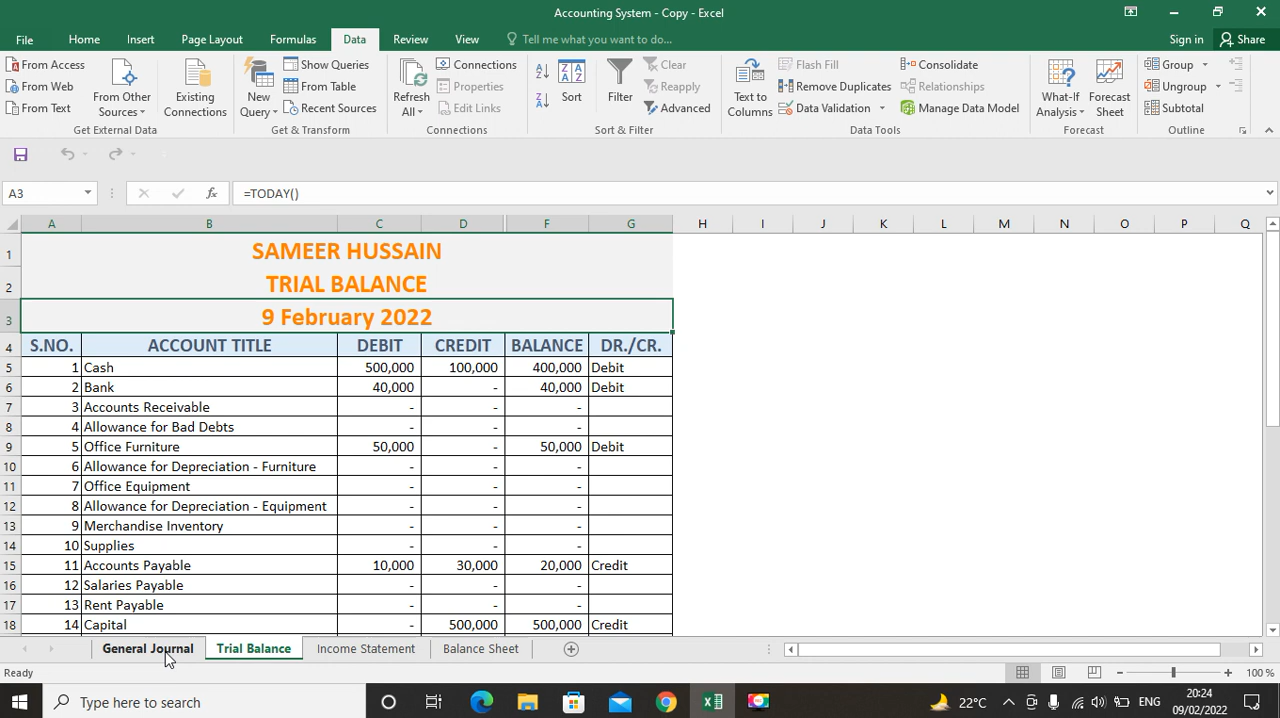 Accounting System - Copy - Excel
File Home Insert Page Layout Formulas Data Review View Tell me what you want to do... Sign in Share
From Access
From Web
From Text
From Other Sources
Existing Connections
Get External Data
New Query
Show Queries
From Table
Recent Sources
Get & Transform
Refresh All
Connections
Properties
Edit Links
Connections
Sort
Filter
Clear
Reapply
Advanced
Sort & Filter
Text to Columns
Flash Fill
Remove Duplicates
Data Validation
Consolidate
Relationships
Manage Data Model
Data Tools
What-If Analysis
Forecast Sheet
Forecast
Group
Ungroup
Subtotal
Outline
A3 fx =TODAY()
A B C D F G H I J K L M N O P Q
1 SAMEER HUSSAIN
2 TRIAL BALANCE
3 9 February 2022
4 S.NO. ACCOUNT TITLE DEBIT CREDIT BALANCE DR./CR.
5 1 Cash 500,000 100,000 400,000 Debit
6 2 Bank 40,000 - 40,000 Debit
7 3 Accounts Receivable - - -
8 4 Allowance for Bad Debts - - -
9 5 Office Furniture 50,000 - 50,000 Debit
10 6 Allowance for Depreciation - Furniture - - -
11 7 Office Equipment - - -
12 8 Allowance for Depreciation - Equipment - - -
13 9 Merchandise Inventory - - -
14 10 Supplies - - -
15 11 Accounts Payable 10,000 30,000 20,000 Credit
16 12 Salaries Payable - - -
17 13 Rent Payable - - -
18 14 Capital - 500,000 500,000 Credit
General Journal Trial Balance Income Statement Balance Sheet
Ready 100 %
Type here to search 22°C ENG 20:24
09/02/2022